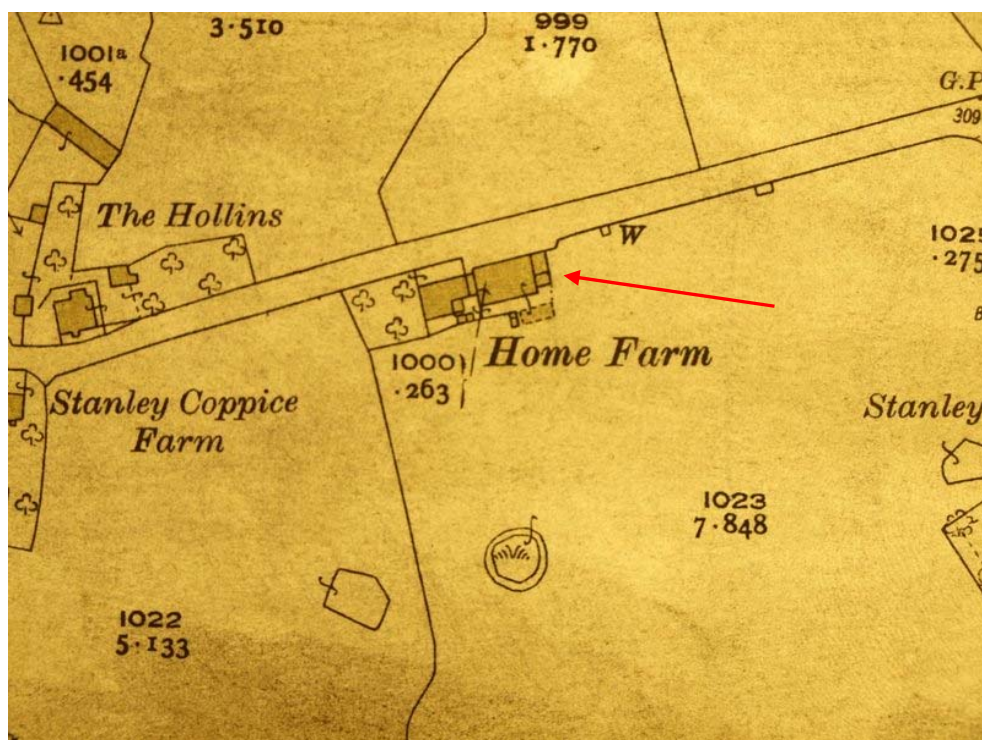 3·510
999
1·770
1001a
·454
G.P
309
The Hollins
W
1025
·275
1000
·263
Home Farm
Stanley Coppice
Farm
Stanley
1023
7·848
1022
5·133